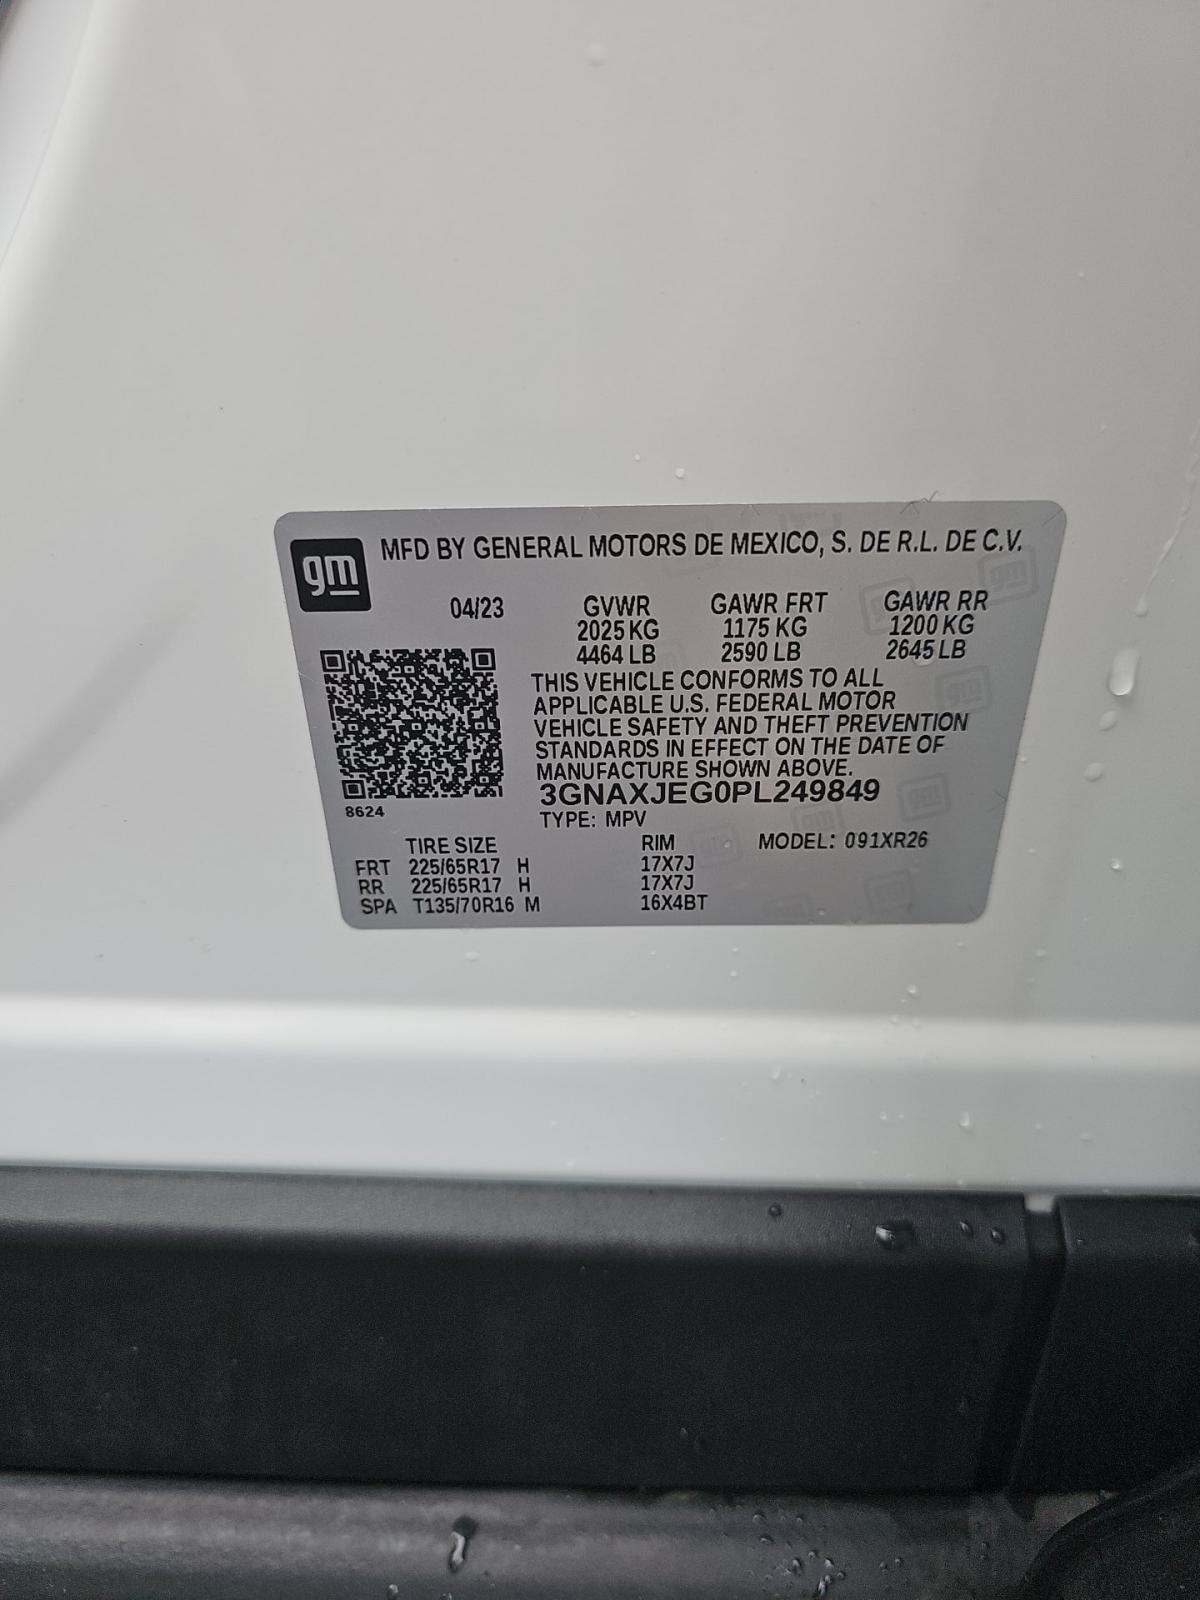 gm MFD BY GENERAL MOTORS DE MEXICO, S. DE R.L. DE C.V.
04/23 GVWR GAWR FRT GAWR RR
2025 KG 1175 KG 1200 KG
4464 LB 2590 LB 2645 LB
THIS VEHICLE CONFORMS TO ALL
APPLICABLE U.S. FEDERAL MOTOR
VEHICLE SAFETY AND THEFT PREVENTION
STANDARDS IN EFFECT ON THE DATE OF
MANUFACTURE SHOWN ABOVE.
3GNAXJEG0PL249849
8624
TYPE: MPV
TIRE SIZE RIM MODEL: 091XR26
FRT 225/65R17 H 17X7J
RR 225/65R17 H 17X7J
SPA T135/70R16 M 16X4BT